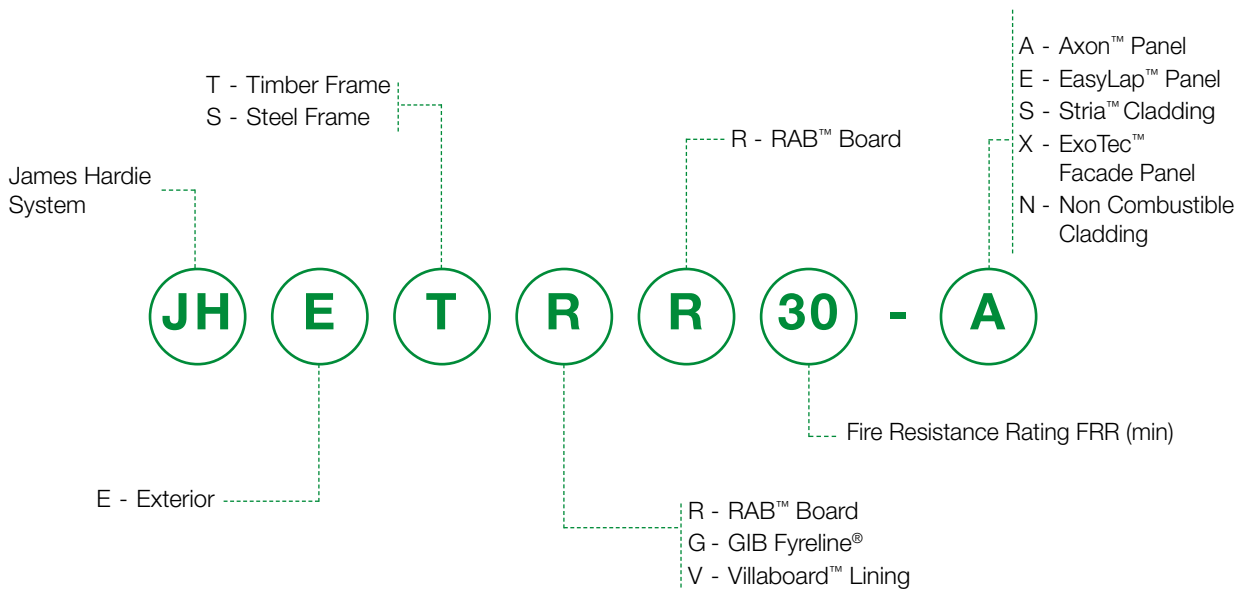 A - Axon™ Panel
E - EasyLap™ Panel
S - Stria™ Cladding
X - ExoTec™
Facade Panel
N - Non Combustible
Cladding
T - Timber Frame
S - Steel Frame
R - RAB™ Board
James Hardie
System
JH E T R R 30 - A
Fire Resistance Rating FRR (min)
E - Exterior
R - RAB™ Board
G - GIB Fyreline®
V - Villaboard™ Lining